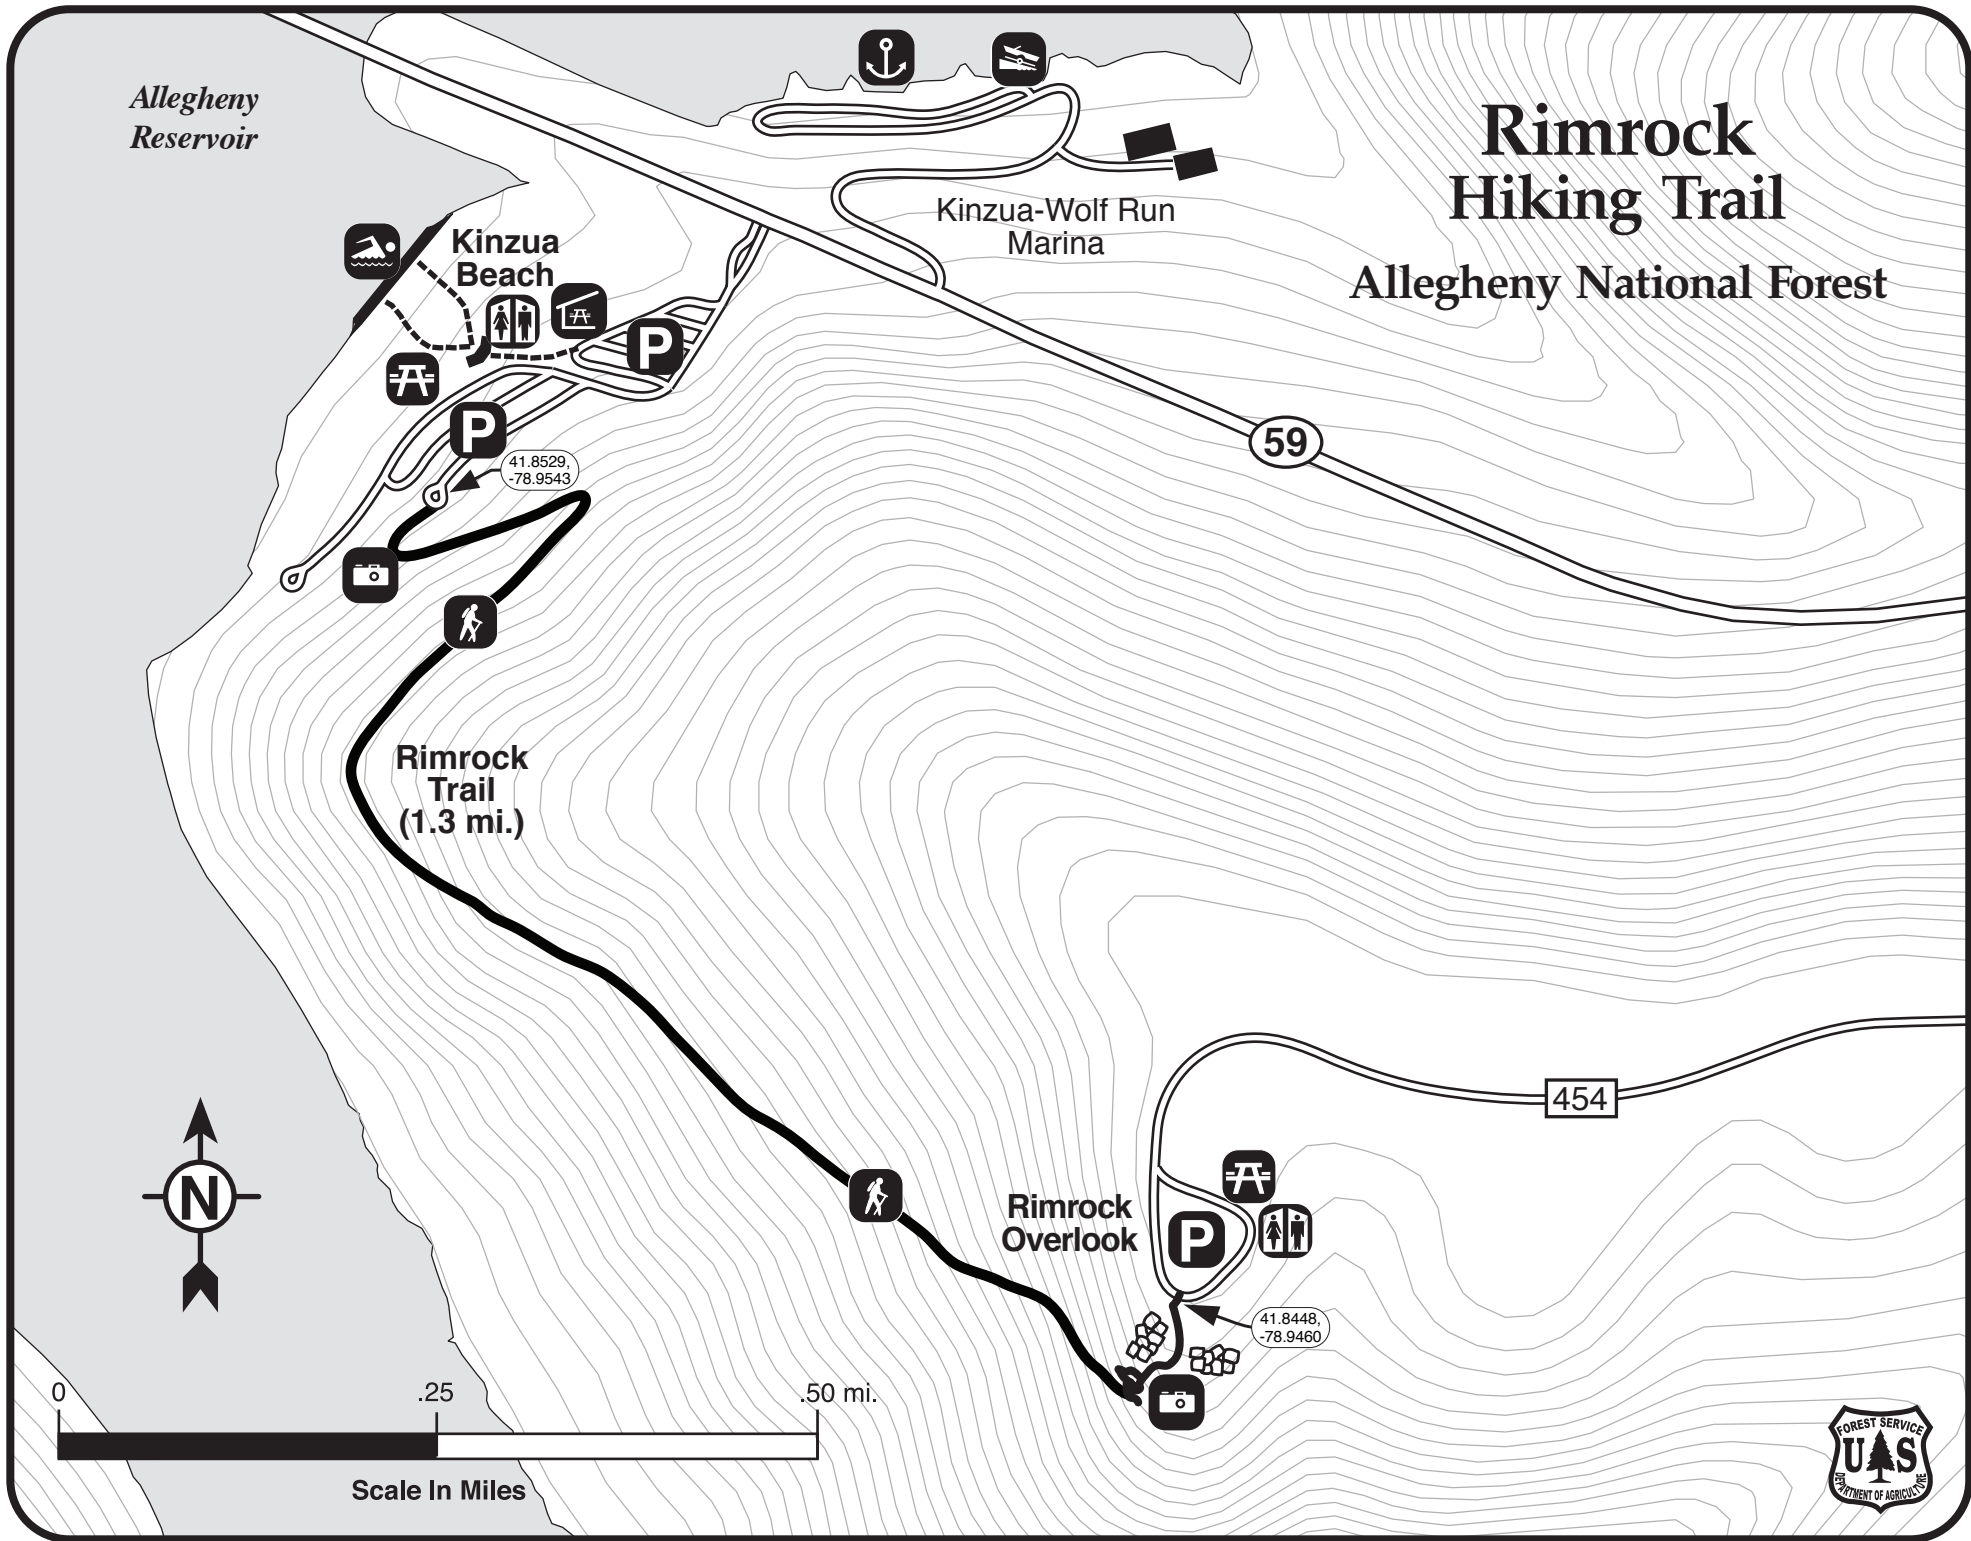 Allegheny
Reservoir
Rimrock
Hiking Trail
Allegheny National Forest
Kinzua-Wolf Run
Marina
Kinzua
Beach
P
P
59
41.8529,
-78.9543
Rimrock
Trail
(1.3 mi.)
454
N
Rimrock
Overlook
P
41.8448,
-78.9460
0 .25 .50 mi.
Scale In Miles
FOREST SERVICE
U S
DEPARTMENT OF AGRICULTURE